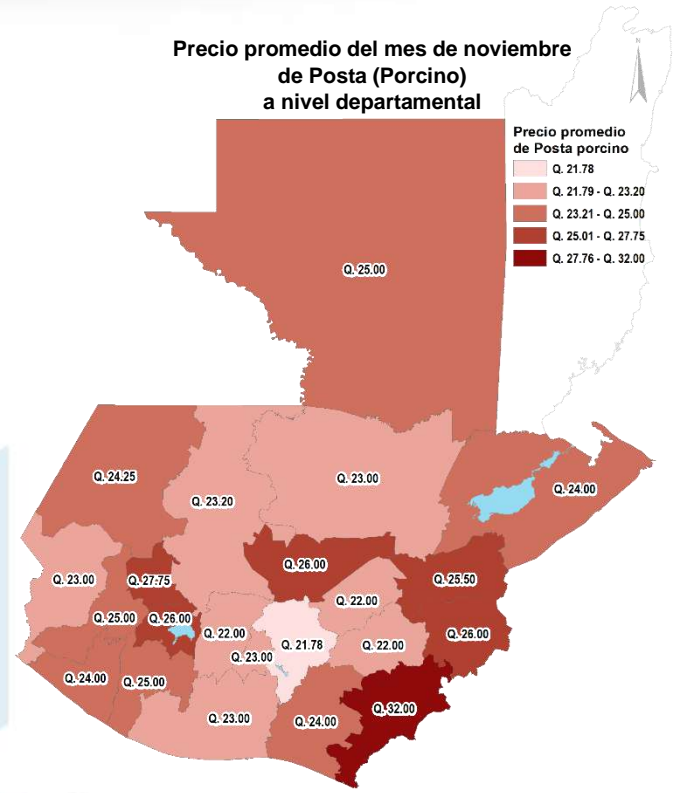 Precio promedio del mes de noviembre
de Posta (Porcino)
a nivel departamental
N
Precio promedio
de Posta porcino
Q. 21.78
Q. 21.79 - Q. 23.20
Q. 23.21 - Q. 25.00
Q. 25.01 - Q. 27.75
Q. 27.76 - Q. 32.00
Q. 25.00
Q. 24.25
Q. 23.20
Q. 23.00
Q. 24.00
Q. 26.00
Q. 23.00
Q. 27.75
Q. 25.50
Q. 22.00
Q. 25.00
Q. 26.00
Q. 22.00
Q. 21.78
Q. 22.00
Q. 26.00
Q. 23.00
Q. 24.00
Q. 25.00
Q. 23.00
Q. 24.00
Q. 32.00